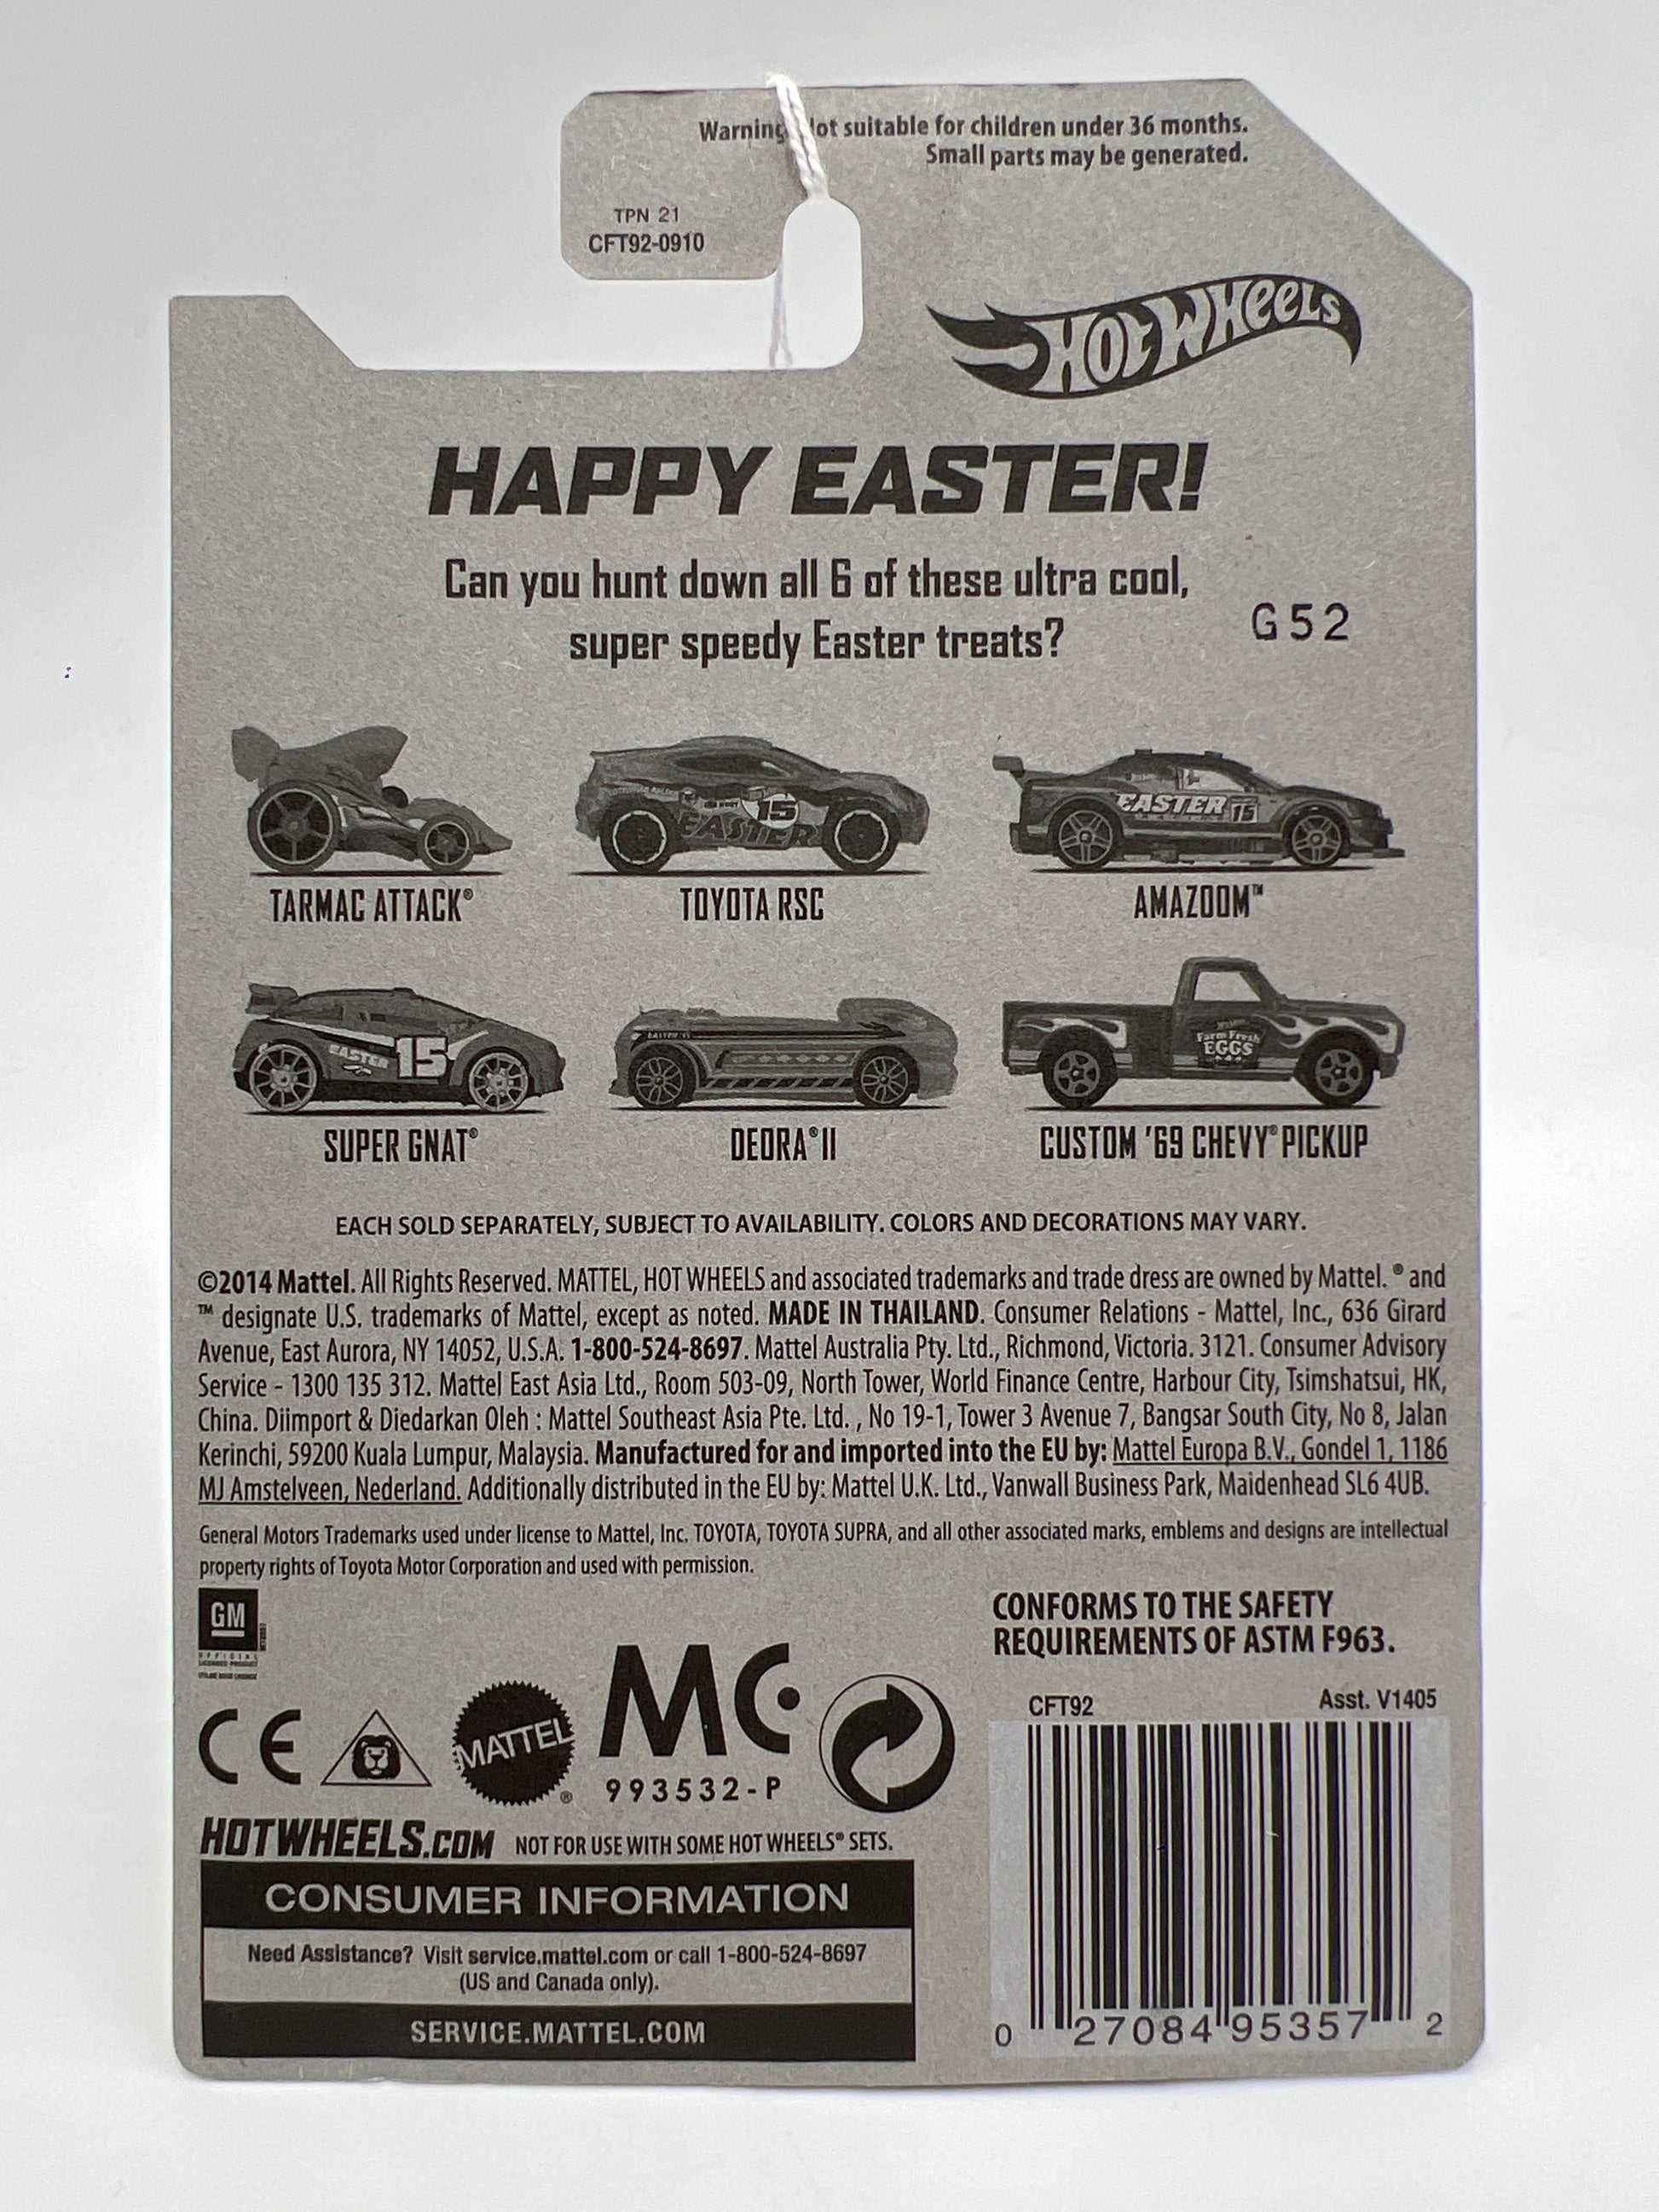 Warning: Not suitable for children under 36 months.
Small parts may be generated.
TPN 21
CFT92-0910
HOT WHEELS
HAPPY EASTER!
Can you hunt down all 6 of these ultra cool,
super speedy Easter treats?
G52
15
EASTER
EASTER 15
TARMAC ATTACK®
TOYOTA RSC
AMAZOOM™
EASTER 15
Farm Fresh
EGGS
SUPER GNAT®
DEORA® II
CUSTOM '69 CHEVY® PICKUP
EACH SOLD SEPARATELY, SUBJECT TO AVAILABILITY. COLORS AND DECORATIONS MAY VARY.
©2014 Mattel. All Rights Reserved. MATTEL, HOT WHEELS and associated trademarks and trade dress are owned by Mattel. ® and
™ designate U.S. trademarks of Mattel, except as noted. MADE IN THAILAND. Consumer Relations - Mattel, Inc., 636 Girard
Avenue, East Aurora, NY 14052, U.S.A. 1-800-524-8697. Mattel Australia Pty. Ltd., Richmond, Victoria. 3121. Consumer Advisory
Service - 1300 135 312. Mattel East Asia Ltd., Room 503-09, North Tower, World Finance Centre, Harbour City, Tsimshatsui, HK,
China. Diimport & Diedarkan Oleh : Mattel Southeast Asia Pte. Ltd. , No 19-1, Tower 3 Avenue 7, Bangsar South City, No 8, Jalan
Kerinchi, 59200 Kuala Lumpur, Malaysia. Manufactured for and imported into the EU by: Mattel Europa B.V., Gondel 1, 1186
MJ Amstelveen, Nederland. Additionally distributed in the EU by: Mattel U.K. Ltd., Vanwall Business Park, Maidenhead SL6 4UB.
General Motors Trademarks used under license to Mattel, Inc. TOYOTA, TOYOTA SUPRA, and all other associated marks, emblems and designs are intellectual
property rights of Toyota Motor Corporation and used with permission.
GM
OFFICIAL
LICENSED PRODUCT
CONFORMS TO THE SAFETY
REQUIREMENTS OF ASTM F963.
CE
MATTEL®
MC
993532-P
CFT92
Asst. V1405
HOTWHEELS.COM NOT FOR USE WITH SOME HOT WHEELS® SETS.
CONSUMER INFORMATION
Need Assistance? Visit service.mattel.com or call 1-800-524-8697
(US and Canada only).
SERVICE.MATTEL.COM
0 27084 95357 2